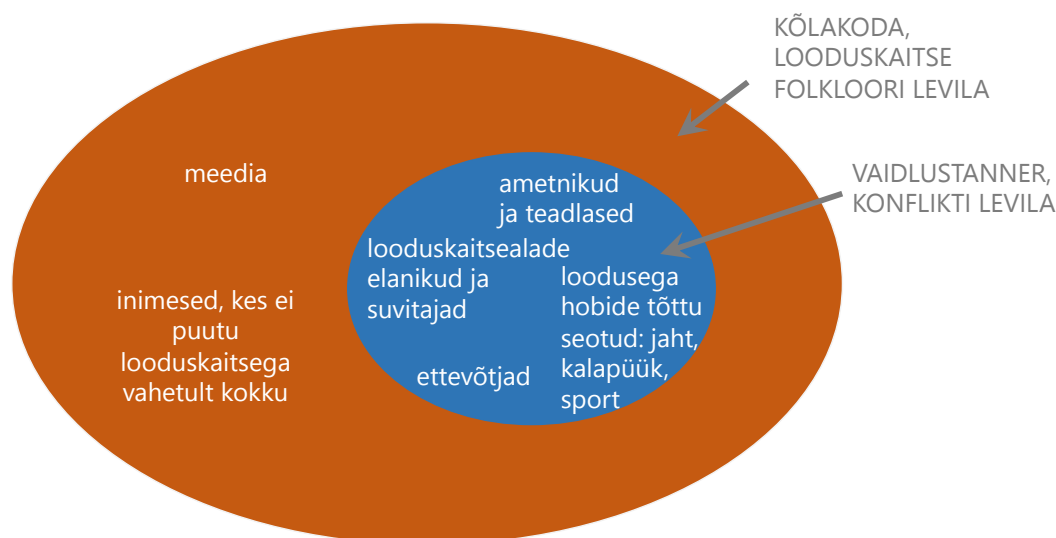 KÕLAKODA,
LOODUSKAITSE
FOLKLOORI LEVILA
meedia
ametnikud
ja teadlased
VAIDLUSTANNER,
KONFLIKTI LEVILA
looduskaitsealade
elanikud ja
suvitajad
loodusega
hobide tõttu
seotud: jaht,
kalapüük,
sport
inimesed, kes ei
puutu
looduskaitsega
vahetult kokku
ettevõtjad